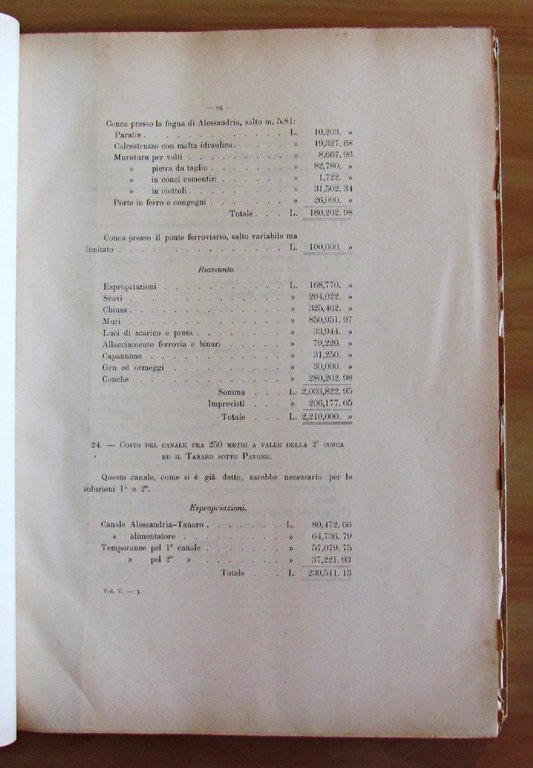 — 65 —
Conca presso la fogna di Alessandria, salto m. 5.81:
Paratie . . . . . . . . . . . . . . L. 10,203. »
Calcestruzzo con malta idraulica . . . . . . » 19,327. 68
Muratura per volti . . . . . . . . . . » 8,667. 96
» pietra da taglio . . . . . . . . » 82,780. »
» in conci cementizi . . . . . . . » 1,722. »
» in ciottoli . . . . . . . . . . » 31,502. 34
Porte in ferro e congegni . . . . . . . . » 26,000. »
Totale . . . L. 180,202. 98
Conca presso il ponte ferroviario, salto variabile ma
limitato . . . . . . . . . . . . . . L. 100,000. »
Riassunto.
Espropriazioni . . . . . . . . . . . L. 168,770. »
Scavi . . . . . . . . . . . . . . » 204,022. »
Chiusa . . . . . . . . . . . . . . » 325,462. »
Muri . . . . . . . . . . . . . . » 850,951. 97
Luci di scarico e presa . . . . . . . . . » 33,944. »
Allacciamento ferrovia e binari . . . . . . . » 79,220. »
Capannone . . . . . . . . . . . . » 31,250. »
Gru ed ormeggi . . . . . . . . . . . » 30,000. »
Conche . . . . . . . . . . . . . . » 280,202. 98
Somma . . . L. 2,003,822. 95
Imprevisti . . . » 206,177. 05
Totale . . . L. 2,210,000. »
24. — Costo del canale fra 250 metri a valle della 2ª conca
ed il Tanaro sotto Pavone.
Questo canale, come si è già detto, sarebbe necessario per le
soluzioni 1ª e 2ª.
Espropriazioni.
Canale Alessandria-Tanaro . . . . . . . . L. 80,472. 66
» alimentatore . . . . . . . . . . » 64,736. 79
Temporanee pel 1° canale . . . . . . . . » 57,079. 75
» pel 2° » . . . . . . . . » 37,221. 93
Totale . . . L. 239,511. 13
Vol. V. — 5.